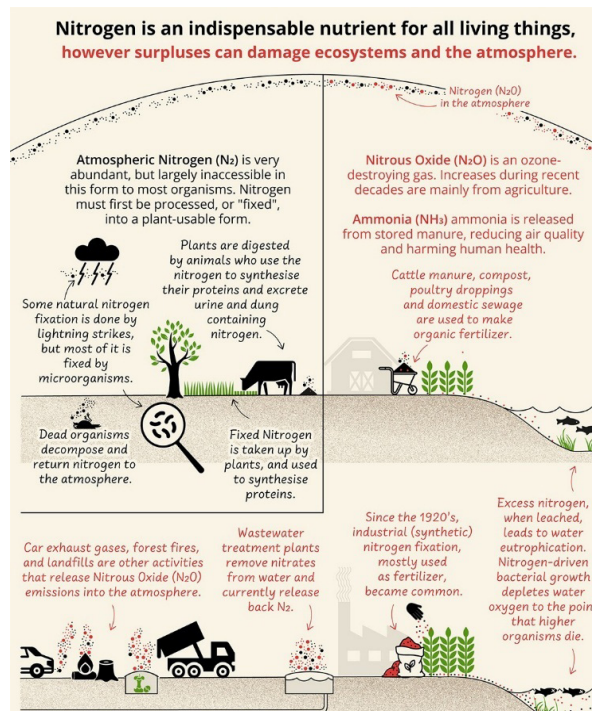 Nitrogen is an indispensable nutrient for all living things,
however surpluses can damage ecosystems and the atmosphere.
Nitrogen (N₂O)
in the atmosphere
Atmospheric Nitrogen (N₂) is very
abundant, but largely inaccessible in
this form to most organisms. Nitrogen
must first be processed, or "fixed",
into a plant-usable form.
Nitrous Oxide (N₂O) is an ozone-
destroying gas. Increases during recent
decades are mainly from agriculture.
Ammonia (NH₃) ammonia is released
from stored manure, reducing air quality
and harming human health.
Plants are digested
by animals who use the
nitrogen to synthesise
their proteins and excrete
urine and dung
containing
nitrogen.
Cattle manure, compost,
poultry droppings
and domestic sewage
are used to make
organic fertilizer.
Some natural nitrogen
fixation is done by
lightning strikes,
but most of it is
fixed by
microorganisms.
Dead organisms
decompose and
return nitrogen to
the atmosphere.
Fixed Nitrogen
is taken up by
plants, and used
to synthesise
proteins.
Car exhaust gases, forest fires,
and landfills are other activities
that release Nitrous Oxide (N₂O)
emissions into the atmosphere.
Wastewater
treatment plants
remove nitrates
from water and
currently release
back N₂.
Since the 1920's,
industrial (synthetic)
nitrogen fixation,
mostly used
as fertilizer,
became common.
Excess nitrogen,
when leached,
leads to water
eutrophication.
Nitrogen-driven
bacterial growth
depletes water
oxygen to the poin
that higher
organisms die.